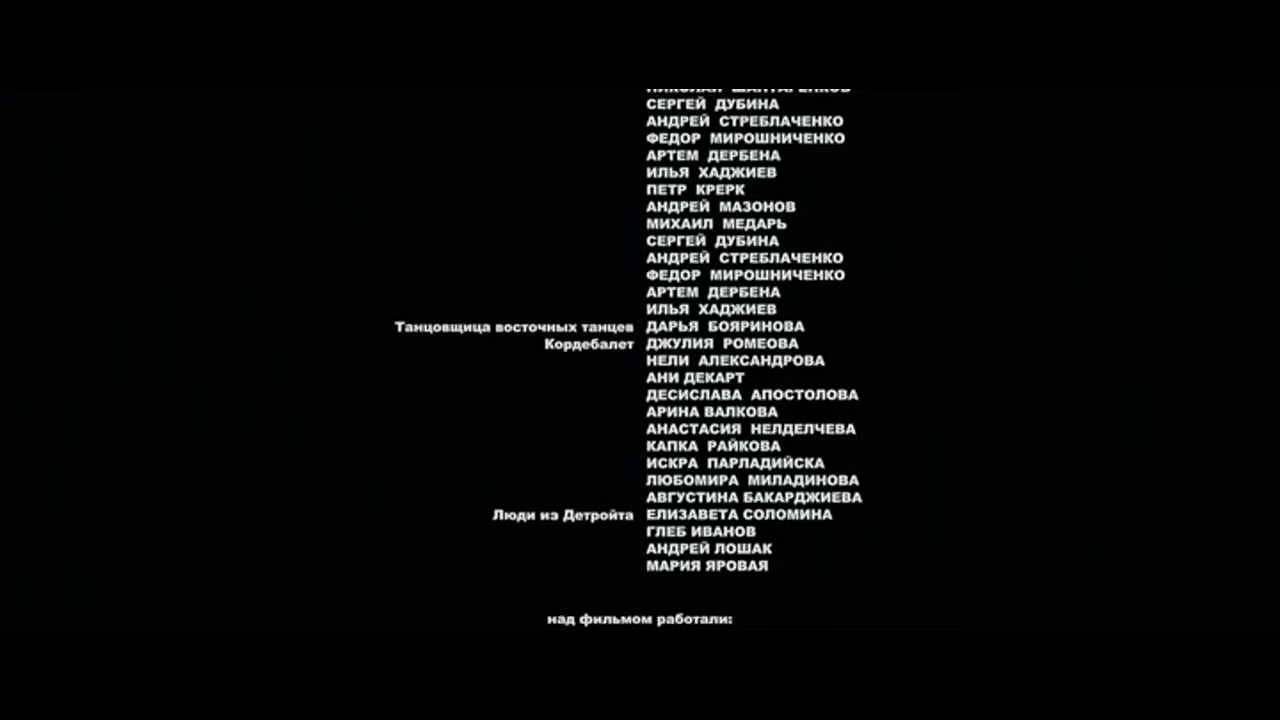 СЕРГЕЙ ДУБИНА
АНДРЕЙ СТРЕБЛАЧЕНКО
ФЕДОР МИРОШНИЧЕНКО
АРТЕМ ДЕРБЕНА
ИЛЬЯ ХАДЖИЕВ
ПЕТР КРЕРК
АНДРЕЙ МАЗОНОВ
МИХАИЛ МЕДАРЬ
СЕРГЕЙ ДУБИНА
АНДРЕЙ СТРЕБЛАЧЕНКО
ФЕДОР МИРОШНИЧЕНКО
АРТЕМ ДЕРБЕНА
ИЛЬЯ ХАДЖИЕВ
Танцовщица восточных танцев ДАРЬЯ БОЯРИНОВА
Кордебалет ДЖУЛИЯ РОМЕОВА
НЕЛИ АЛЕКСАНДРОВА
АНИ ДЕКАРТ
ДЕСИСЛАВА АПОСТОЛОВА
АРИНА ВАЛКОВА
АНАСТАСИЯ НЕЛДЕЛЧЕВА
КАПКА РАЙКОВА
ИСКРА ПАРЛАДИЙСКА
ЛЮБОМИРА МИЛАДИНОВА
АВГУСТИНА БАКАРДЖИЕВА
Люди из Детройта ЕЛИЗАВЕТА СОЛОМИНА
ГЛЕБ ИВАНОВ
АНДРЕЙ ЛОШАК
МАРИЯ ЯРОВАЯ
над фильмом работали: